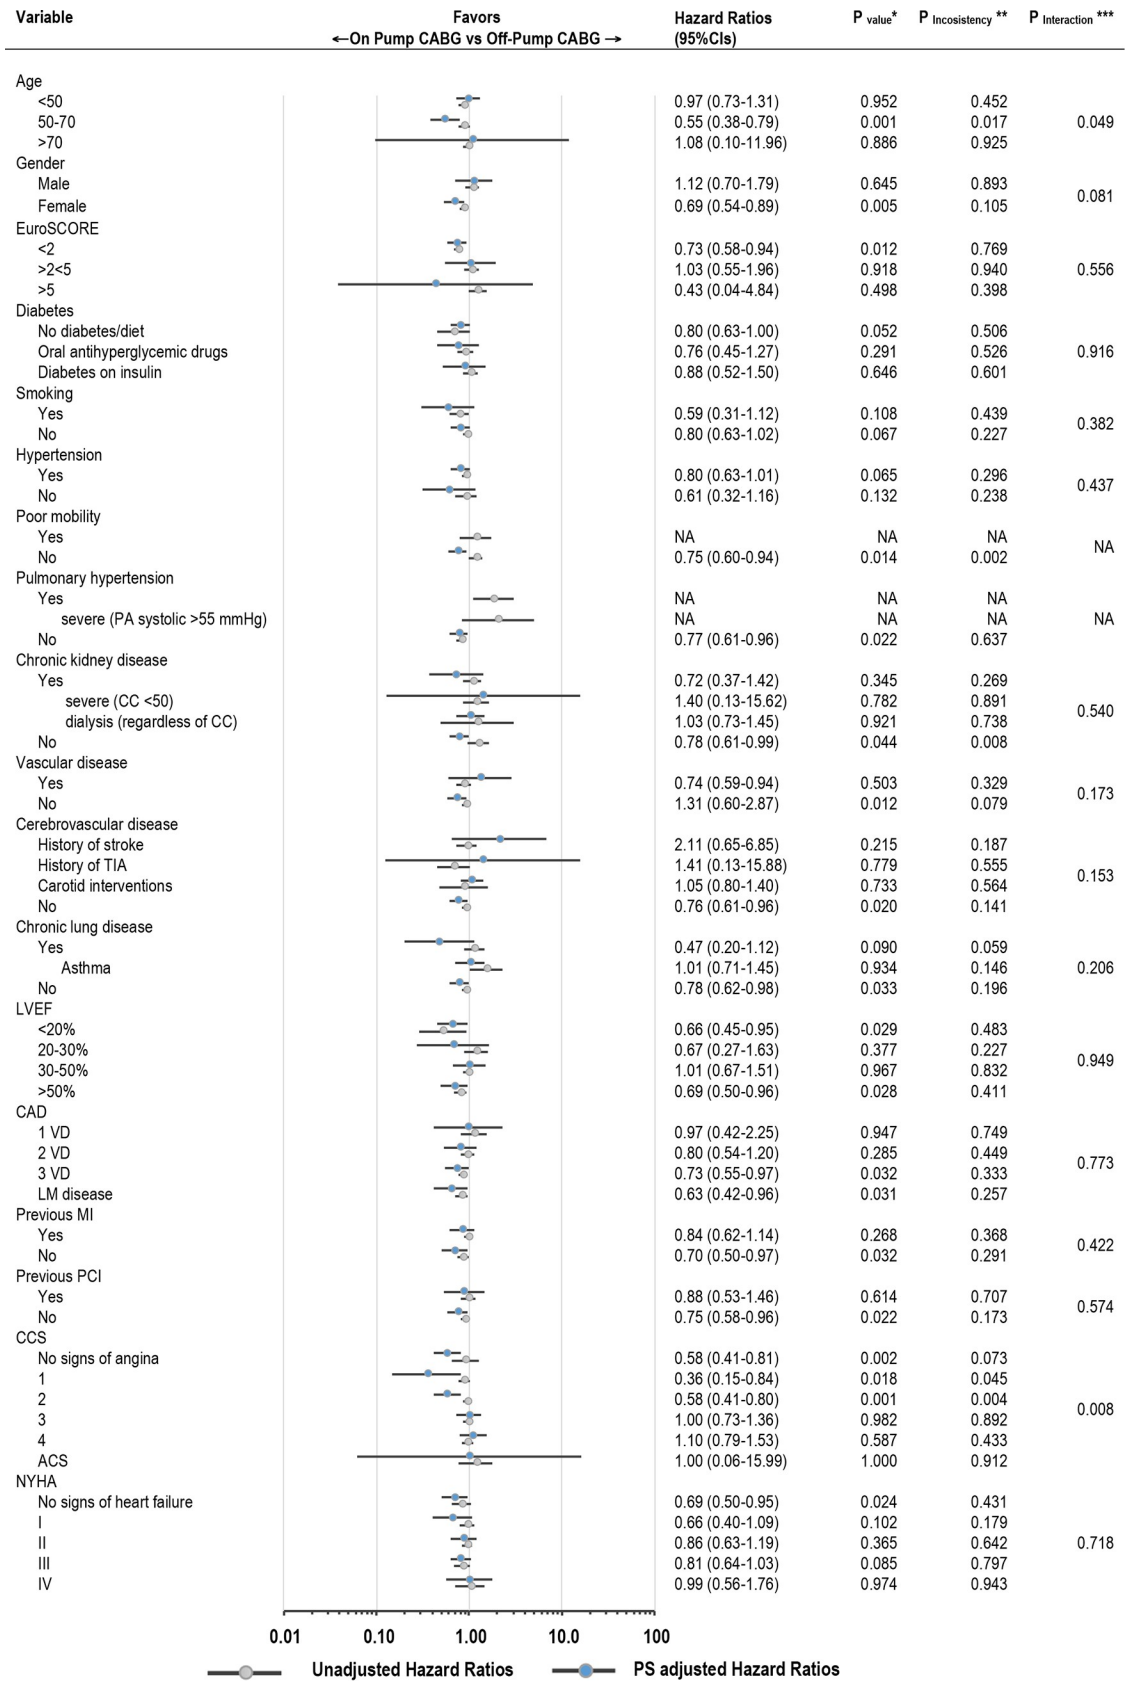 Variable Favors Hazard Ratios P value* P Incosistency ** P Interaction ***
←On Pump CABG vs Off-Pump CABG → (95%CIs)
Age
<50 0.97 (0.73-1.31) 0.952 0.452
50-70 0.55 (0.38-0.79) 0.001 0.017 0.049
>70 1.08 (0.10-11.96) 0.886 0.925
Gender
Male 1.12 (0.70-1.79) 0.645 0.893
0.081
Female 0.69 (0.54-0.89) 0.005 0.105
EuroSCORE
<2 0.73 (0.58-0.94) 0.012 0.769
>2<5 1.03 (0.55-1.96) 0.918 0.940 0.556
>5 0.43 (0.04-4.84) 0.498 0.398
Diabetes
No diabetes/diet 0.80 (0.63-1.00) 0.052 0.506
Oral antihyperglycemic drugs 0.76 (0.45-1.27) 0.291 0.526 0.916
Diabetes on insulin 0.88 (0.52-1.50) 0.646 0.601
Smoking
Yes 0.59 (0.31-1.12) 0.108 0.439
0.382
No 0.80 (0.63-1.02) 0.067 0.227
Hypertension
Yes 0.80 (0.63-1.01) 0.065 0.296
0.437
No 0.61 (0.32-1.16) 0.132 0.238
Poor mobility
Yes NA NA NA
NA
No 0.75 (0.60-0.94) 0.014 0.002
Pulmonary hypertension
Yes NA NA NA
severe (PA systolic >55 mmHg) NA NA NA NA
No 0.77 (0.61-0.96) 0.022 0.637
Chronic kidney disease
Yes 0.72 (0.37-1.42) 0.345 0.269
severe (CC <50) 1.40 (0.13-15.62) 0.782 0.891
0.540
dialysis (regardless of CC) 1.03 (0.73-1.45) 0.921 0.738
No 0.78 (0.61-0.99) 0.044 0.008
Vascular disease
Yes 0.74 (0.59-0.94) 0.503 0.329
0.173
No 1.31 (0.60-2.87) 0.012 0.079
Cerebrovascular disease
History of stroke 2.11 (0.65-6.85) 0.215 0.187
History of TIA 1.41 (0.13-15.88) 0.779 0.555
0.153
Carotid interventions 1.05 (0.80-1.40) 0.733 0.564
No 0.76 (0.61-0.96) 0.020 0.141
Chronic lung disease
Yes 0.47 (0.20-1.12) 0.090 0.059
Asthma 1.01 (0.71-1.45) 0.934 0.146 0.206
No 0.78 (0.62-0.98) 0.033 0.196
LVEF
<20% 0.66 (0.45-0.95) 0.029 0.483
20-30% 0.67 (0.27-1.63) 0.377 0.227
0.949
30-50% 1.01 (0.67-1.51) 0.967 0.832
>50% 0.69 (0.50-0.96) 0.028 0.411
CAD
1 VD 0.97 (0.42-2.25) 0.947 0.749
2 VD 0.80 (0.54-1.20) 0.285 0.449
0.773
3 VD 0.73 (0.55-0.97) 0.032 0.333
LM disease 0.63 (0.42-0.96) 0.031 0.257
Previous MI
Yes 0.84 (0.62-1.14) 0.268 0.368
0.422
No 0.70 (0.50-0.97) 0.032 0.291
Previous PCI
Yes 0.88 (0.53-1.46) 0.614 0.707
0.574
No 0.75 (0.58-0.96) 0.022 0.173
CCS
No signs of angina 0.58 (0.41-0.81) 0.002 0.073
1 0.36 (0.15-0.84) 0.018 0.045
2 0.58 (0.41-0.80) 0.001 0.004
0.008
3 1.00 (0.73-1.36) 0.982 0.892
4 1.10 (0.79-1.53) 0.587 0.433
ACS 1.00 (0.06-15.99) 1.000 0.912
NYHA
No signs of heart failure 0.69 (0.50-0.95) 0.024 0.431
I 0.66 (0.40-1.09) 0.102 0.179
II 0.86 (0.63-1.19) 0.365 0.642 0.718
III 0.81 (0.64-1.03) 0.085 0.797
IV 0.99 (0.56-1.76) 0.974 0.943
0.01 0.10 1.00 10.0 100
Unadjusted Hazard Ratios PS adjusted Hazard Ratios